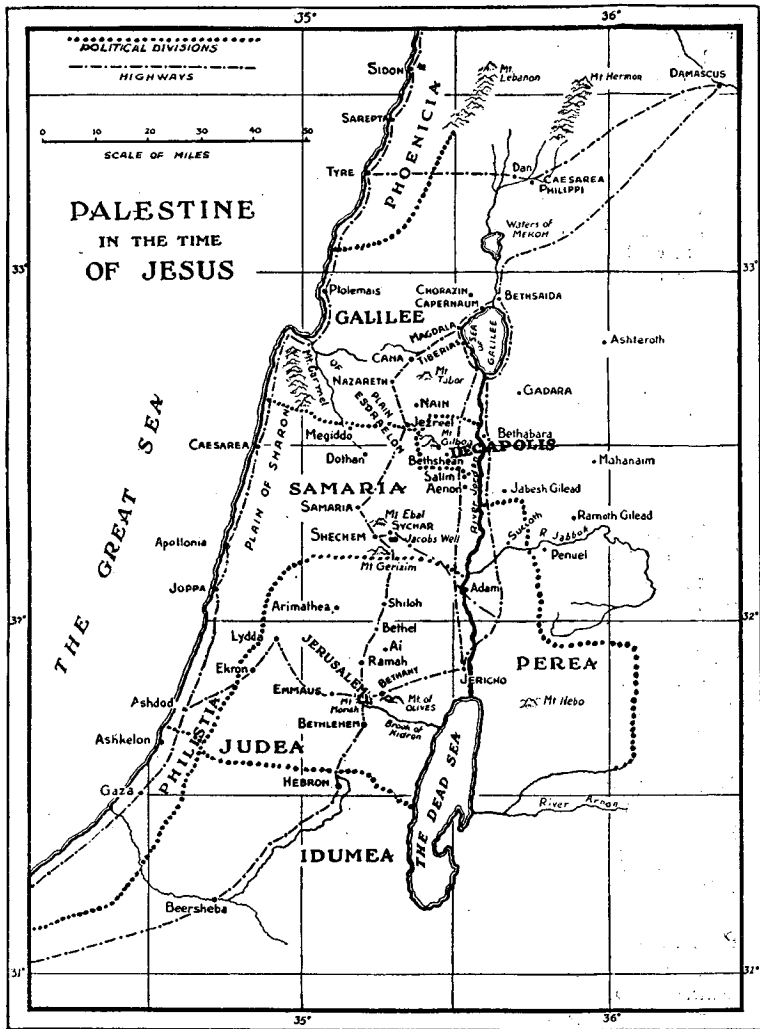 35°
36°
POLITICAL DIVISIONS
HIGHWAYS
0 10 20 30 40 50
SCALE OF MILES
PALESTINE
IN THE TIME
OF JESUS
SIDON
Mt Lebanon
Mt Hermon
DAMASCUS
SAREPTA
PHOENICIA
TYRE
Dan
CAESAREA
PHILIPPI
Waters of
MEROM
33°
33°
Ptolemais
CHORAZIN
CAPERNAUM
BETHSAIDA
GALILEE
MAGDALA
TIBERIAS
SEA OF GALILEE
Ashteroth
CANA
Mt Carmel
NAZARETH
Mt Tabor
PLAIN OF ESDRAELON
NAIN
GADARA
Jezreel
Mt Gilboa
Megiddo
Bethabara
DECAPOLIS
CAESAREA
PLAIN OF SHARON
Dothan
Bethshean
Mahanaim
Salim
Aenon
SAMARIA
Jabesh Gilead
River Jordan
SAMARIA
Mt Ebal
SYCHAR
Ramoth Gilead
SHECHEM
Jacobs Well
Succoth
R. Jabbok
Penuel
THE GREAT SEA
Apollonia
Mt Gerizim
JOPPA
Adam
Arimathea
Shiloh
32°
32°
Lydd
Bethel
Ai
Ekron
Ramah
JERUSALEM
BETHANY
JERICHO
PEREA
EMMAUS
Mt Moriah
Mt of OLIVES
Mt Nebo
Ashdod
BETHLEHEM
Brook of
Kidron
Ashkelon
PHILISTIA
JUDEA
THE DEAD SEA
HEBRON
Gaza
River Arnon
IDUMEA
Beersheba
31°
31°
35°
36°